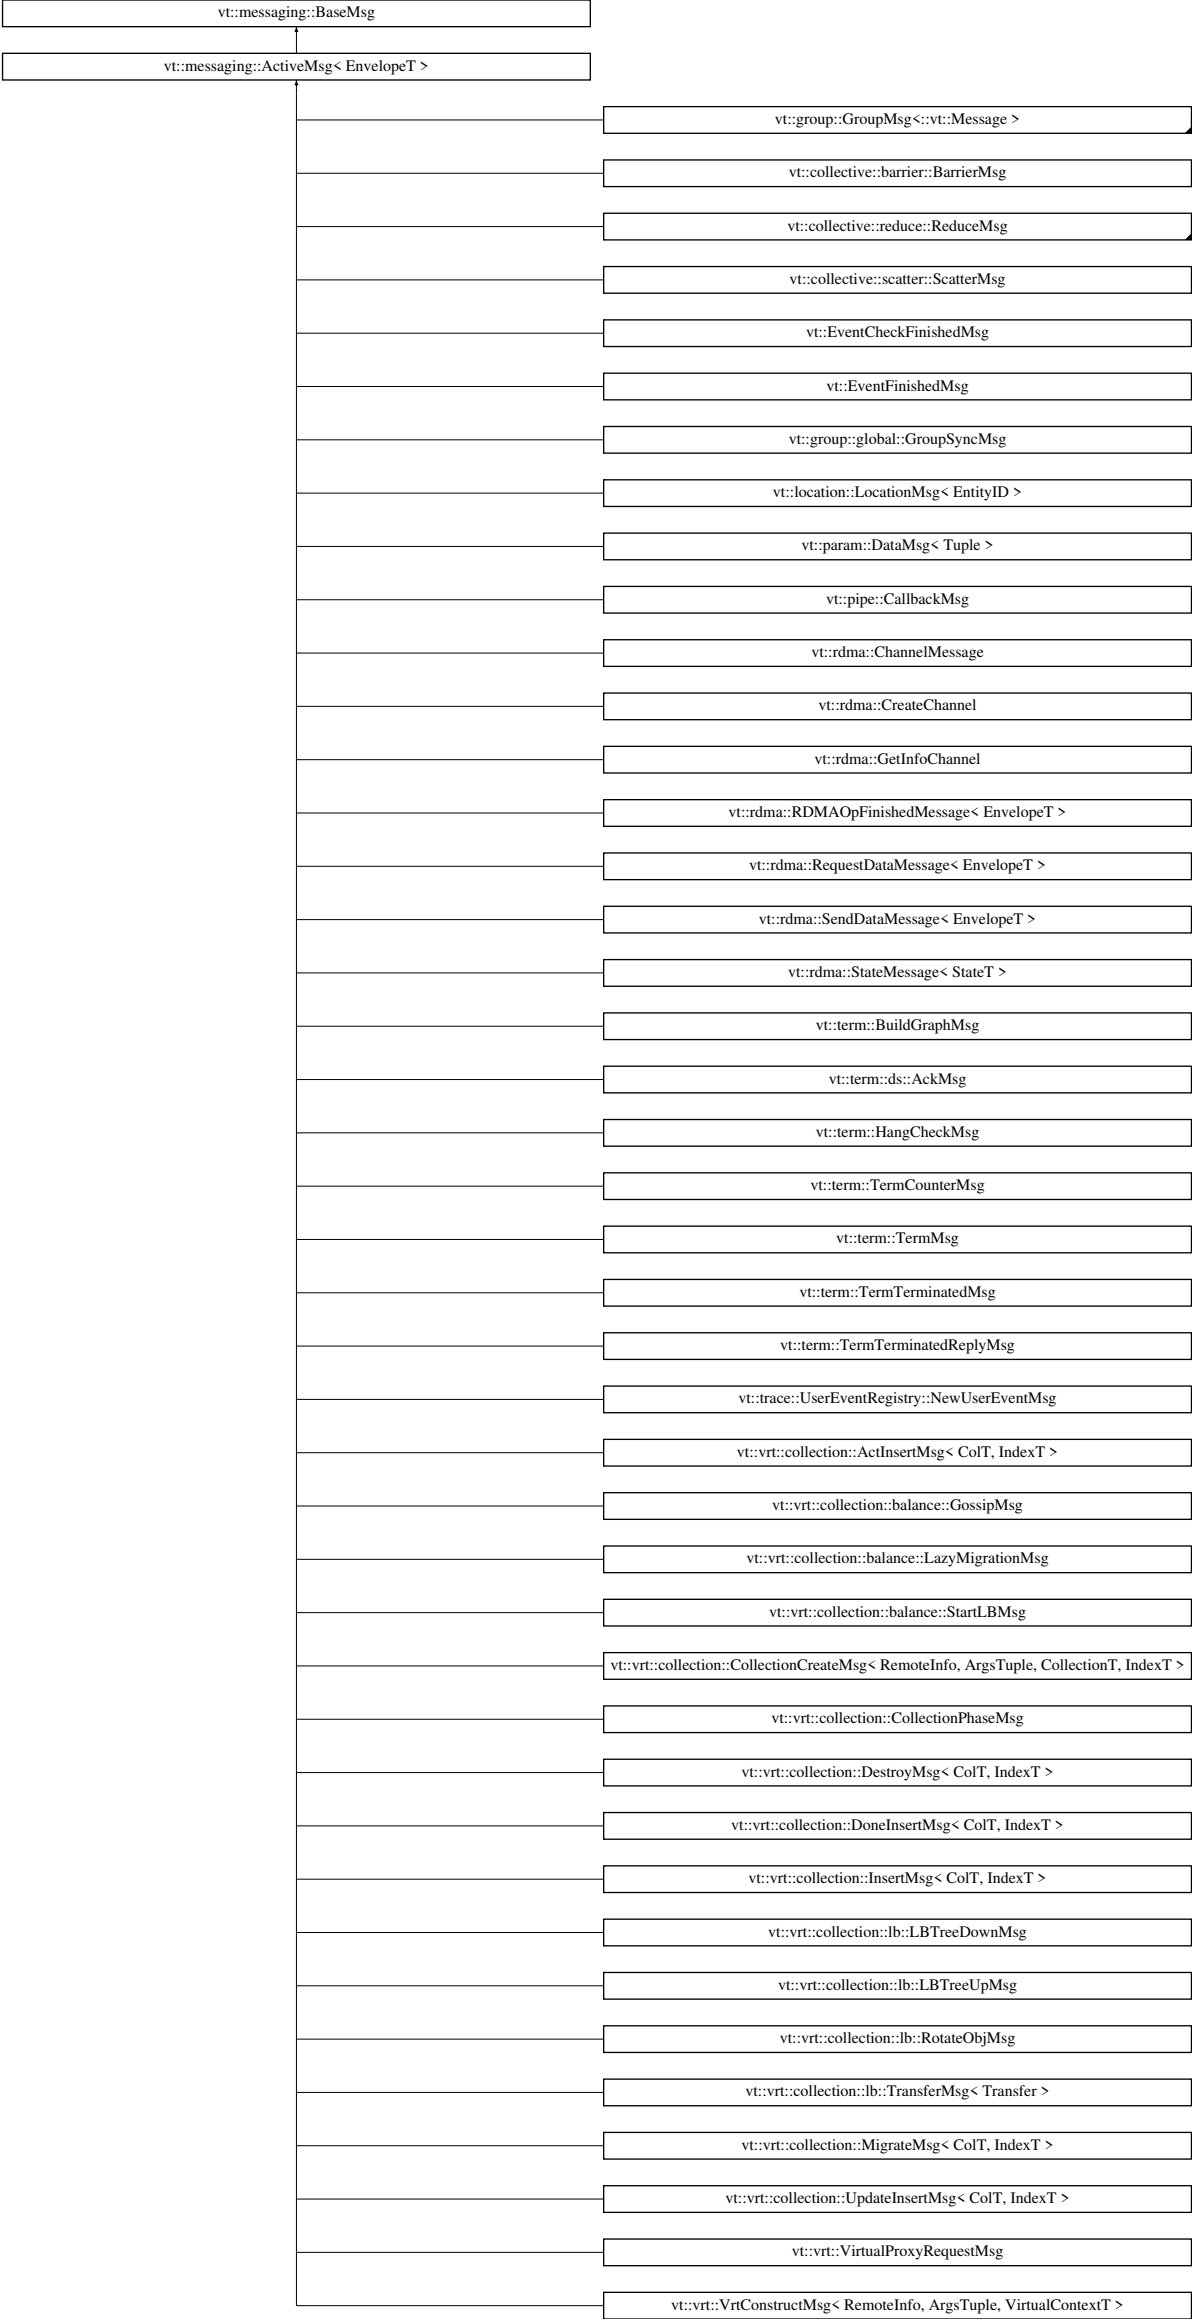 vt::messaging::BaseMsg
vt::messaging::ActiveMsg< EnvelopeT >
vt::group::GroupMsg<::vt::Message >
vt::collective::barrier::BarrierMsg
vt::collective::reduce::ReduceMsg
vt::collective::scatter::ScatterMsg
vt::EventCheckFinishedMsg
vt::EventFinishedMsg
vt::group::global::GroupSyncMsg
vt::location::LocationMsg< EntityID >
vt::param::DataMsg< Tuple >
vt::pipe::CallbackMsg
vt::rdma::ChannelMessage
vt::rdma::CreateChannel
vt::rdma::GetInfoChannel
vt::rdma::RDMAOpFinishedMessage< EnvelopeT >
vt::rdma::RequestDataMessage< EnvelopeT >
vt::rdma::SendDataMessage< EnvelopeT >
vt::rdma::StateMessage< StateT >
vt::term::BuildGraphMsg
vt::term::ds::AckMsg
vt::term::HangCheckMsg
vt::term::TermCounterMsg
vt::term::TermMsg
vt::term::TermTerminatedMsg
vt::term::TermTerminatedReplyMsg
vt::trace::UserEventRegistry::NewUserEventMsg
vt::vrt::collection::ActInsertMsg< ColT, IndexT >
vt::vrt::collection::balance::GossipMsg
vt::vrt::collection::balance::LazyMigrationMsg
vt::vrt::collection::balance::StartLBMsg
vt::vrt::collection::CollectionCreateMsg< RemoteInfo, ArgsTuple, CollectionT, IndexT >
vt::vrt::collection::CollectionPhaseMsg
vt::vrt::collection::DestroyMsg< ColT, IndexT >
vt::vrt::collection::DoneInsertMsg< ColT, IndexT >
vt::vrt::collection::InsertMsg< ColT, IndexT >
vt::vrt::collection::lb::LBTreeDownMsg
vt::vrt::collection::lb::LBTreeUpMsg
vt::vrt::collection::lb::RotateObjMsg
vt::vrt::collection::lb::TransferMsg< Transfer >
vt::vrt::collection::MigrateMsg< ColT, IndexT >
vt::vrt::collection::UpdateInsertMsg< ColT, IndexT >
vt::vrt::VirtualProxyRequestMsg
vt::vrt::VrtConstructMsg< RemoteInfo, ArgsTuple, VirtualContextT >